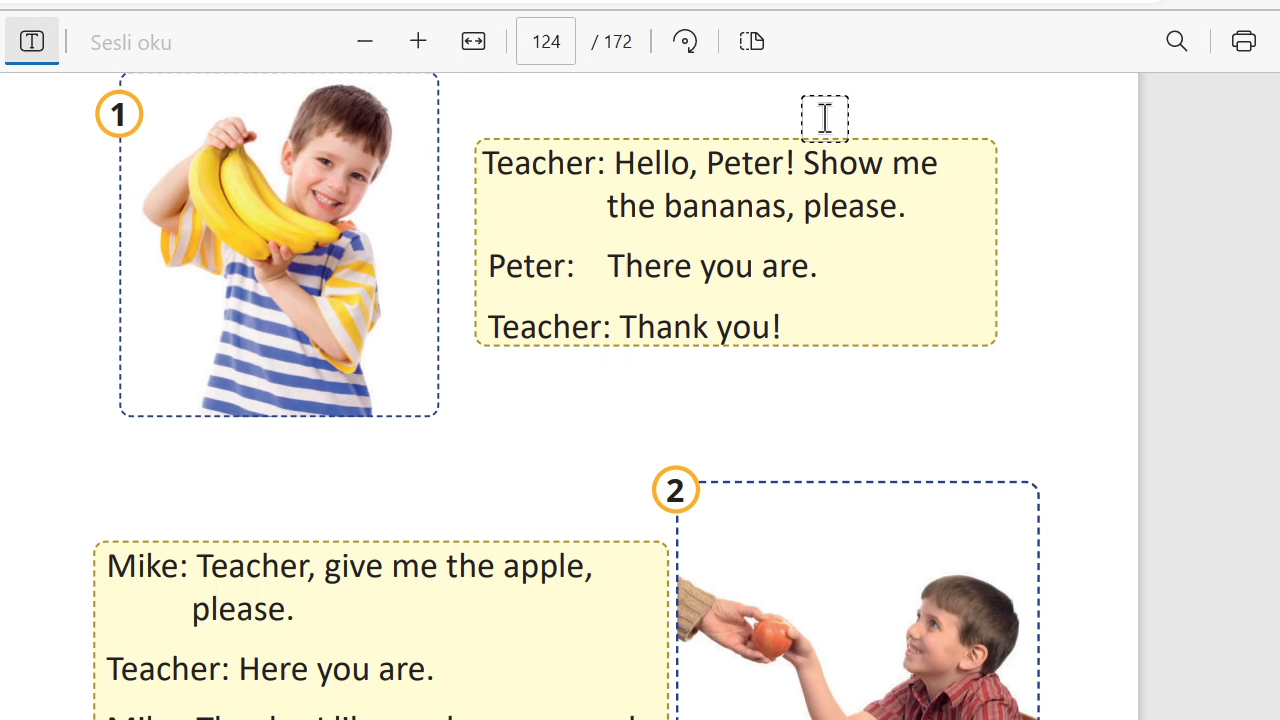 Sesli oku
124 / 172
1
Teacher: Hello, Peter! Show me
the bananas, please.
Peter: There you are.
Teacher: Thank you!
2
Mike: Teacher, give me the apple,
please.
Teacher: Here you are.